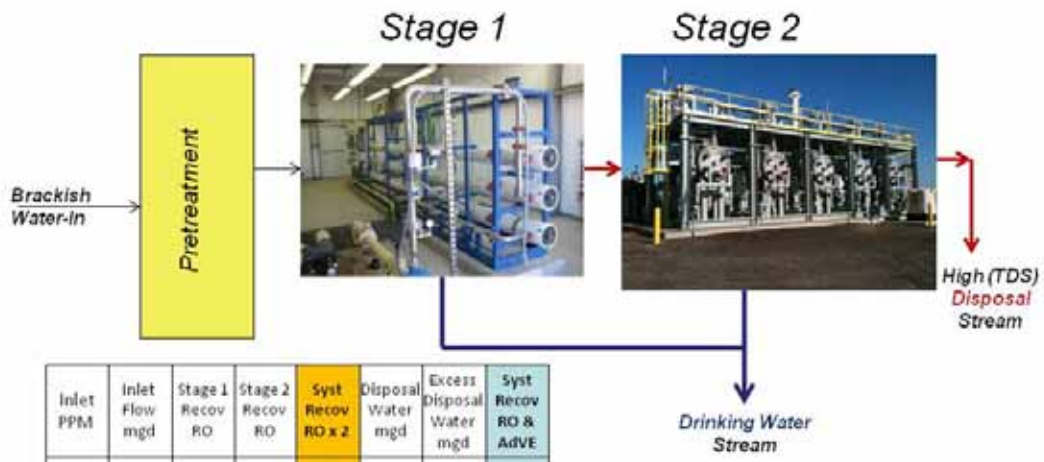 Stage 1
Stage 2
Pretreatment
Brackish
Water-In
High (TDS)
Disposal
Stream
Drinking Water
Stream
Inlet
PPM
Inlet
Flow
mgd
Stage 1
Recov
RO
Stage 2
Recov
RO
Syst
Recov
RO x 2
Disposal
Water
mgd
Excess
Disposal
Water
mgd
Syst
Recov
RO &
AdVE